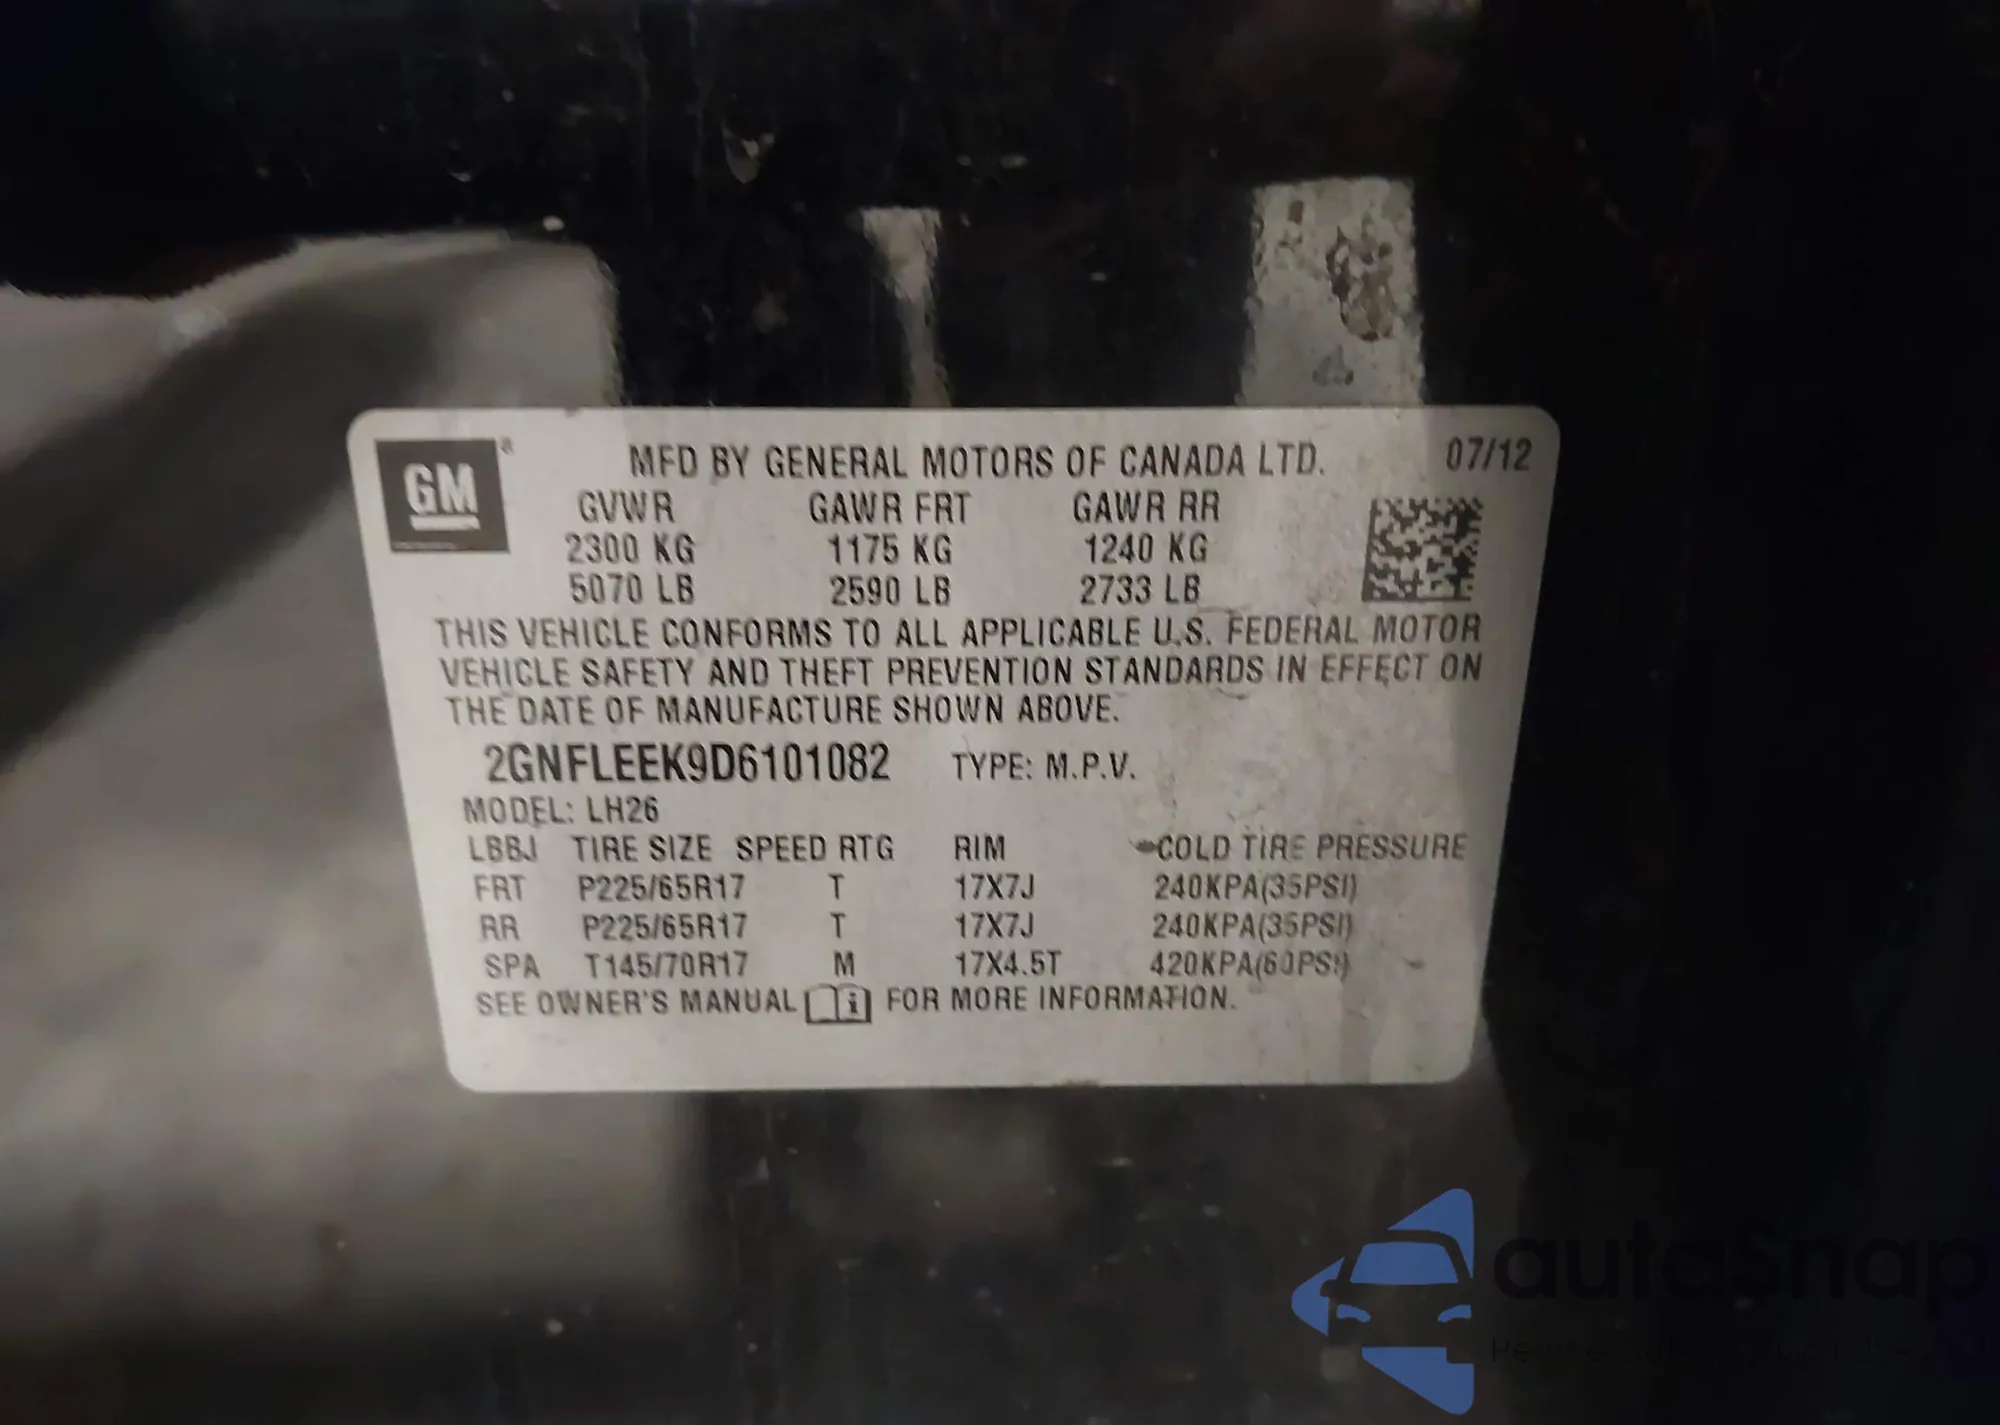 GM
MFD BY GENERAL MOTORS OF CANADA LTD. 07/12
GVWR GAWR FRT GAWR RR
2300 KG 1175 KG 1240 KG
5070 LB 2590 LB 2733 LB
THIS VEHICLE CONFORMS TO ALL APPLICABLE U.S. FEDERAL MOTOR
VEHICLE SAFETY AND THEFT PREVENTION STANDARDS IN EFFECT ON
THE DATE OF MANUFACTURE SHOWN ABOVE.
2GNFLEEK9D6101082 TYPE: M.P.V.
MODEL: LH26
LBBJ TIRE SIZE SPEED RTG RIM COLD TIRE PRESSURE
FRT P225/65R17 T 17X7J 240KPA(35PSI)
RR P225/65R17 T 17X7J 240KPA(35PSI)
SPA T145/70R17 M 17X4.5T 420KPA(60PSI)
SEE OWNER'S MANUAL i FOR MORE INFORMATION.
autoSnap